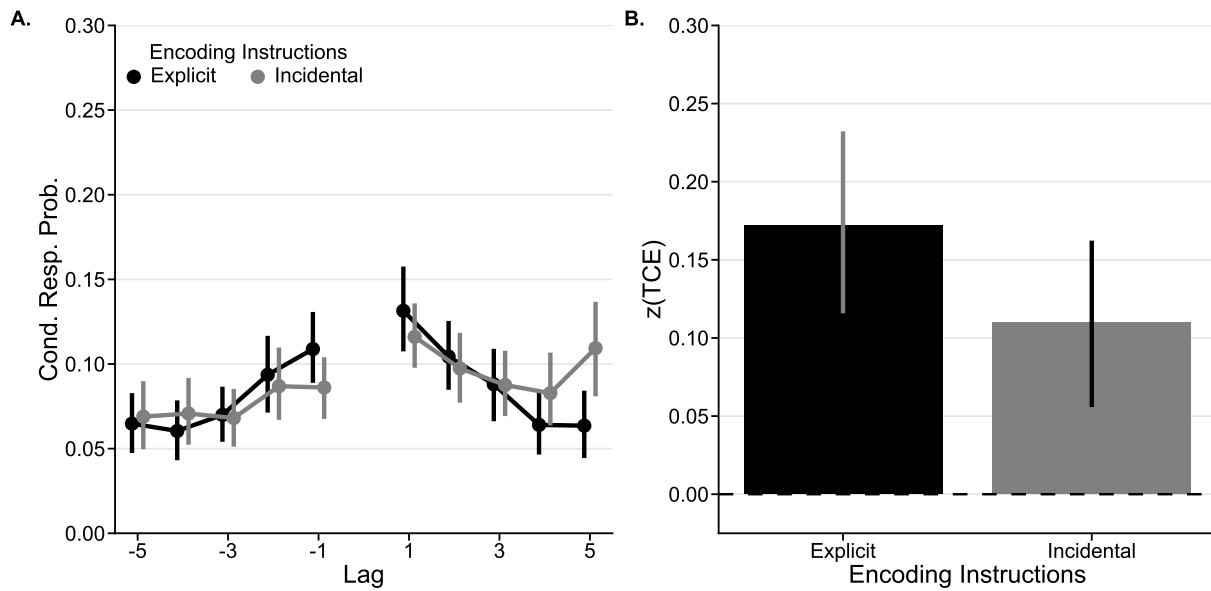 A.
Cond. Resp. Prob.
0.30
0.25
0.20
0.15
0.10
0.05
0.00
Encoding Instructions
Explicit Incidental
-5 -3 -1 1 3 5
Lag
B.
z(TCE)
0.30
0.25
0.20
0.15
0.10
0.05
0.00
Explicit Incidental
Encoding Instructions